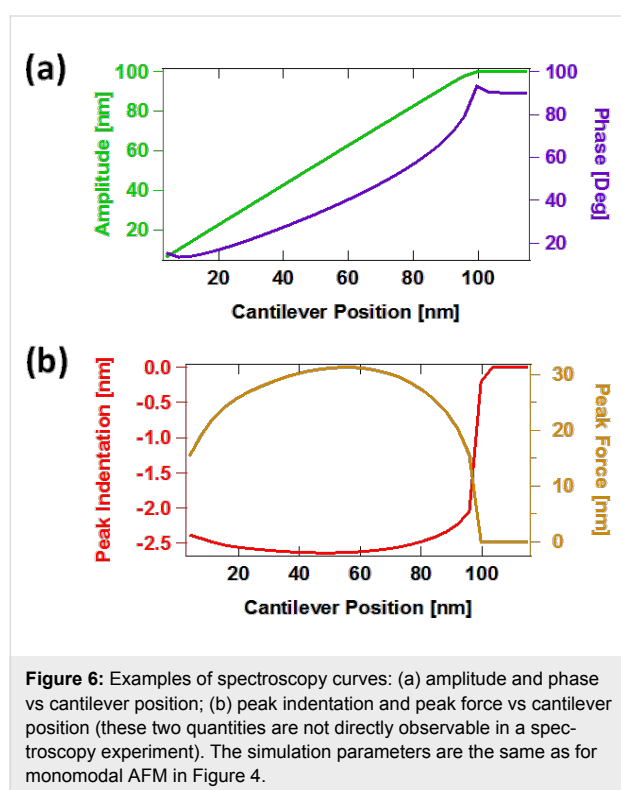 (a)
100
80
60
40
20
Amplitude [nm]
100
80
60
40
20
Phase [Deg]
20 40 60 80 100
Cantilever Position [nm]
(b)
0.0
-0.5
-1.0
-1.5
-2.0
-2.5
Peak Indentation [nm]
30
20
10
0
Peak Force [nm]
20 40 60 80 100
Cantilever Position [nm]
Figure 6: Examples of spectroscopy curves: (a) amplitude and phase
vs cantilever position; (b) peak indentation and peak force vs cantilever
position (these two quantities are not directly observable in a spec-
troscopy experiment). The simulation parameters are the same as for
monomodal AFM in Figure 4.